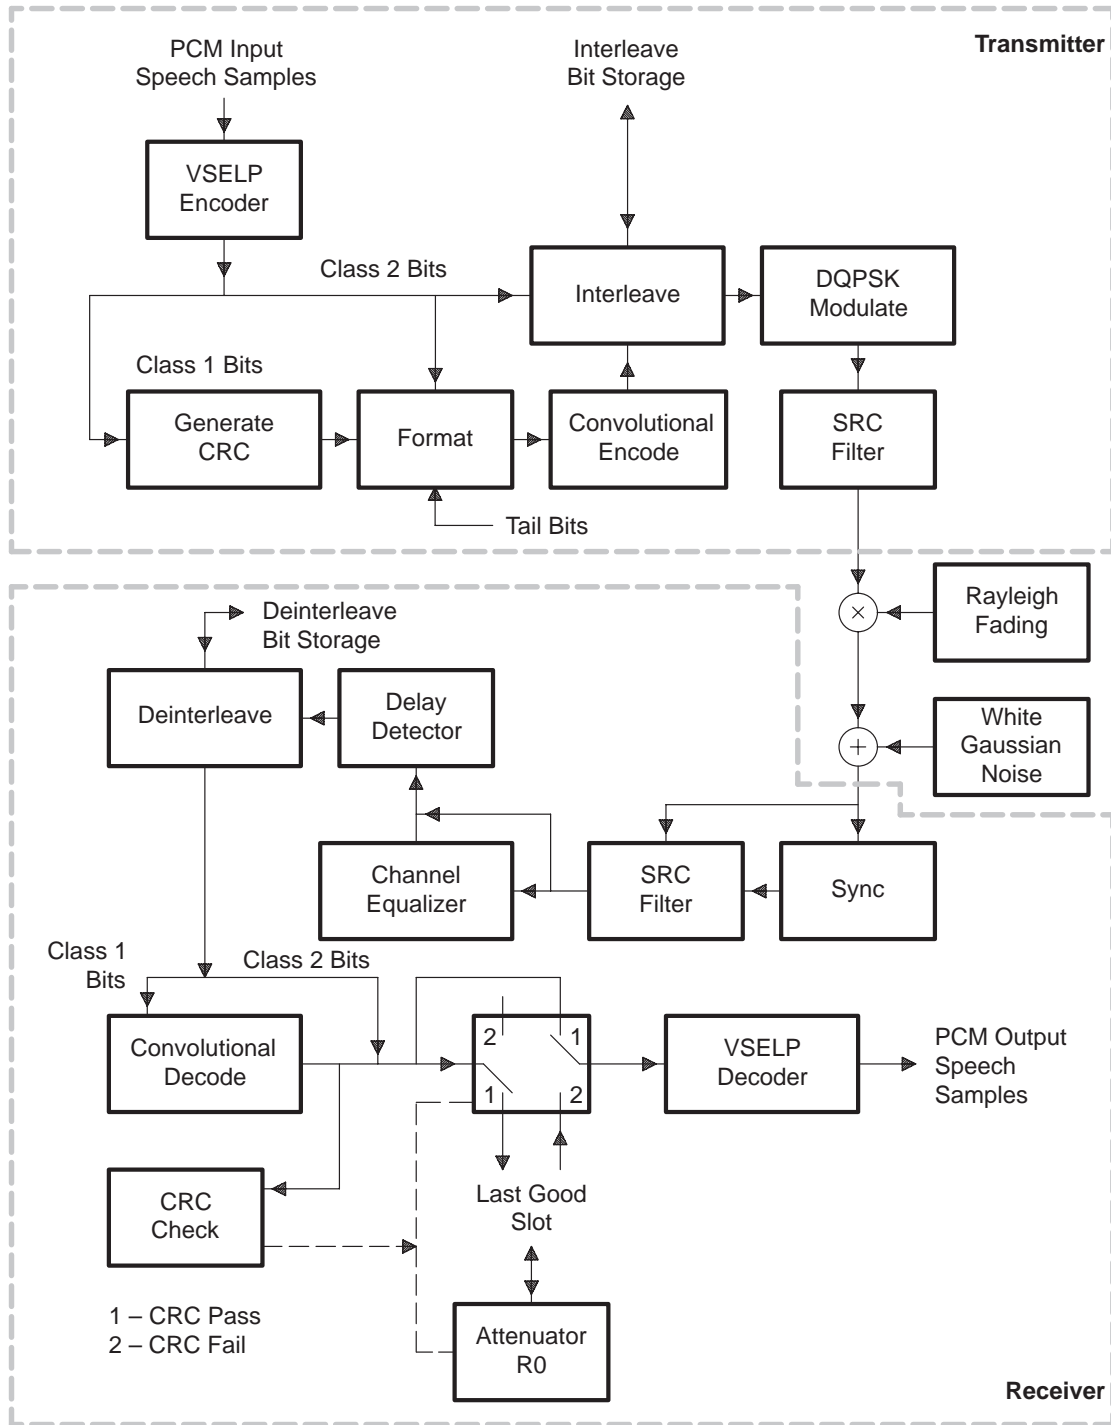 Transmitter
PCM Input
Speech Samples
Interleave
Bit Storage
VSELP
Encoder
Class 2 Bits
Interleave
DQPSK
Modulate
Class 1 Bits
Generate
CRC
Format
Convolutional
Encode
SRC
Filter
Tail Bits
×
Rayleigh
Fading
+
White
Gaussian
Noise
Deinterleave
Bit Storage
Deinterleave
Delay
Detector
Channel
Equalizer
SRC
Filter
Sync
Class 1
Bits
Class 2 Bits
Convolutional
Decode
2
1
1
2
VSELP
Decoder
PCM Output
Speech
Samples
CRC
Check
Last Good
Slot
1 – CRC Pass
2 – CRC Fail
Attenuator
R0
Receiver